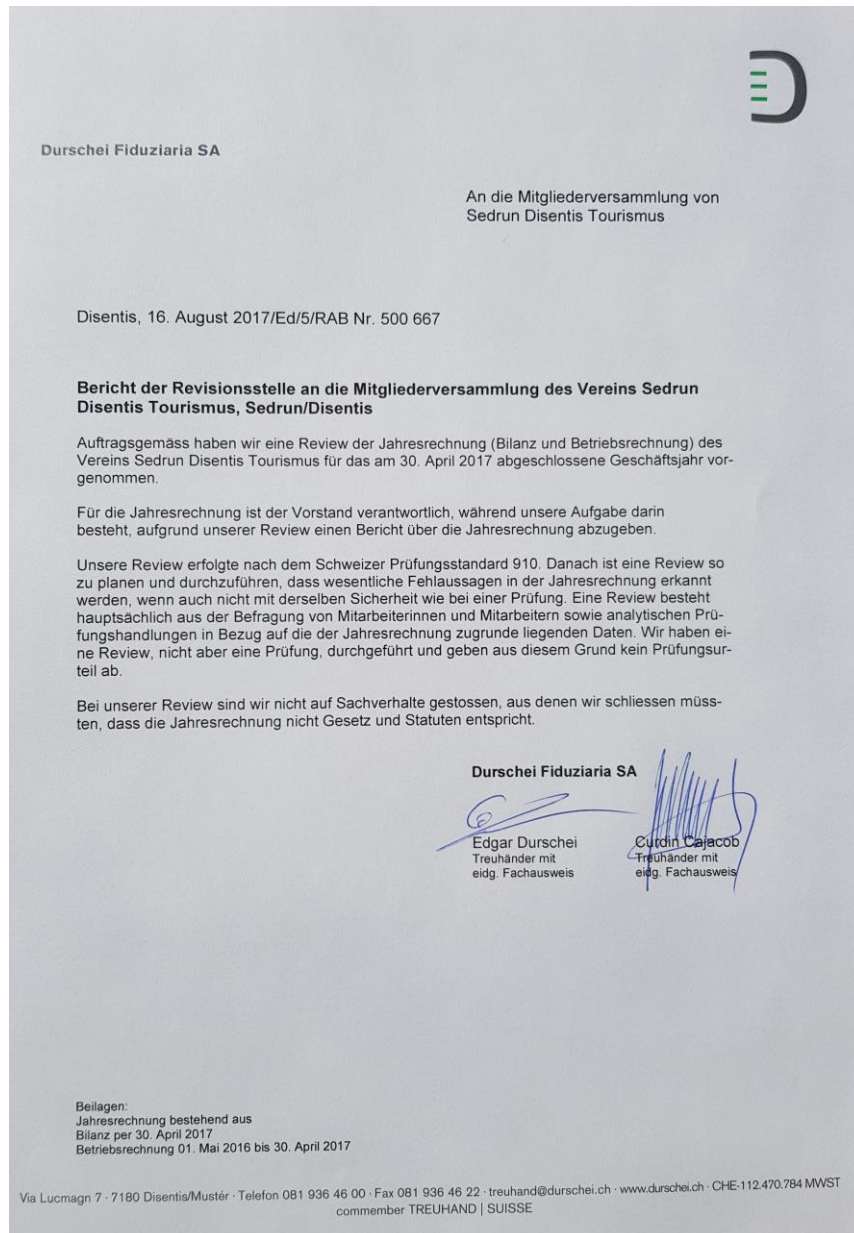 Durschei Fiduziaria SA
An die Mitgliederversammlung von
Sedrun Disentis Tourismus
Disentis, 16. August 2017/Ed/5/RAB Nr. 500 667
Bericht der Revisionsstelle an die Mitgliederversammlung des Vereins Sedrun
Disentis Tourismus, Sedrun/Disentis
Auftragsgemäss haben wir eine Review der Jahresrechnung (Bilanz und Betriebsrechnung) des
Vereins Sedrun Disentis Tourismus für das am 30. April 2017 abgeschlossene Geschäftsjahr vor-
genommen.
Für die Jahresrechnung ist der Vorstand verantwortlich, während unsere Aufgabe darin
besteht, aufgrund unserer Review einen Bericht über die Jahresrechnung abzugeben.
Unsere Review erfolgte nach dem Schweizer Prüfungsstandard 910. Danach ist eine Review so
zu planen und durchzuführen, dass wesentliche Fehlaussagen in der Jahresrechnung erkannt
werden, wenn auch nicht mit derselben Sicherheit wie bei einer Prüfung. Eine Review besteht
hauptsächlich aus der Befragung von Mitarbeiterinnen und Mitarbeitern sowie analytischen Prü-
fungshandlungen in Bezug auf die der Jahresrechnung zugrunde liegenden Daten. Wir haben ei-
ne Review, nicht aber eine Prüfung, durchgeführt und geben aus diesem Grund kein Prüfungsur-
teil ab.
Bei unserer Review sind wir nicht auf Sachverhalte gestossen, aus denen wir schliessen müss-
ten, dass die Jahresrechnung nicht Gesetz und Statuten entspricht.
Durschei Fiduziaria SA
Edgar Durschei Curdin Cajacob
Treuhänder mit Treuhänder mit
eidg. Fachausweis eidg. Fachausweis
Beilagen:
Jahresrechnung bestehend aus
Bilanz per 30. April 2017
Betriebsrechnung 01. Mai 2016 bis 30. April 2017
Via Lucmagn 7 · 7180 Disentis/Mustér · Telefon 081 936 46 00 · Fax 081 936 46 22 · treuhand@durschei.ch · www.durschei.ch · CHE-112.470.784 MWST
commember TREUHAND | SUISSE